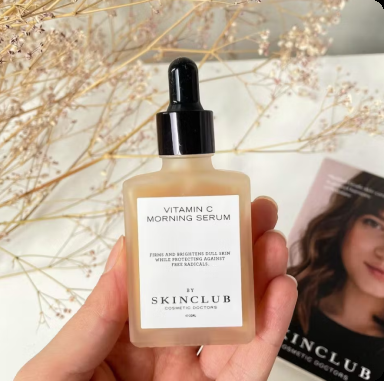 VITAMIN C
MORNING SERUM
FIRMS AND BRIGHTENS DULL SKIN
WHILE PROTECTING AGAINST
FREE RADICALS.
BY
SKINCLUB
COSMETIC DOCTORS
SKINCLUB
COSMETIC DOCTORS